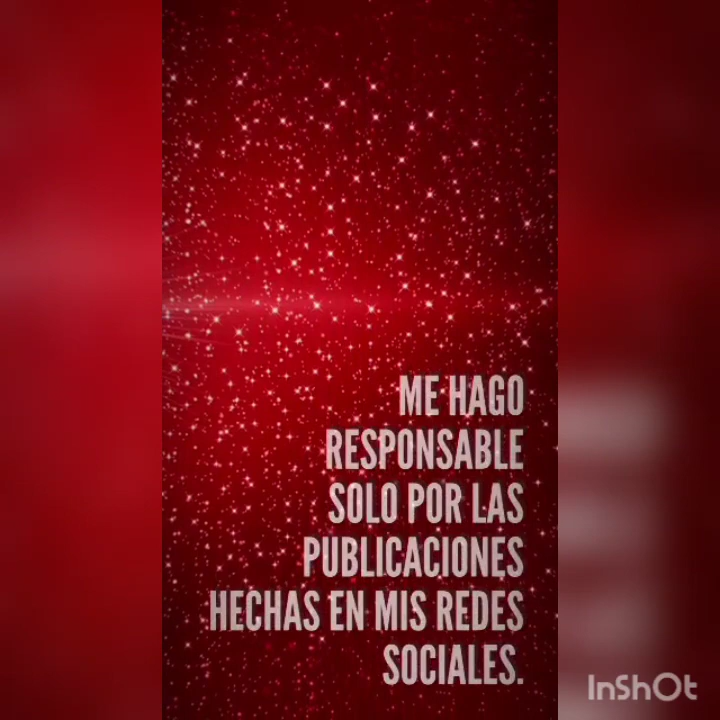 ME HAGO
RESPONSABLE
SOLO POR LAS
PUBLICACIONES
HECHAS EN MIS REDES
SOCIALES.
InShOt